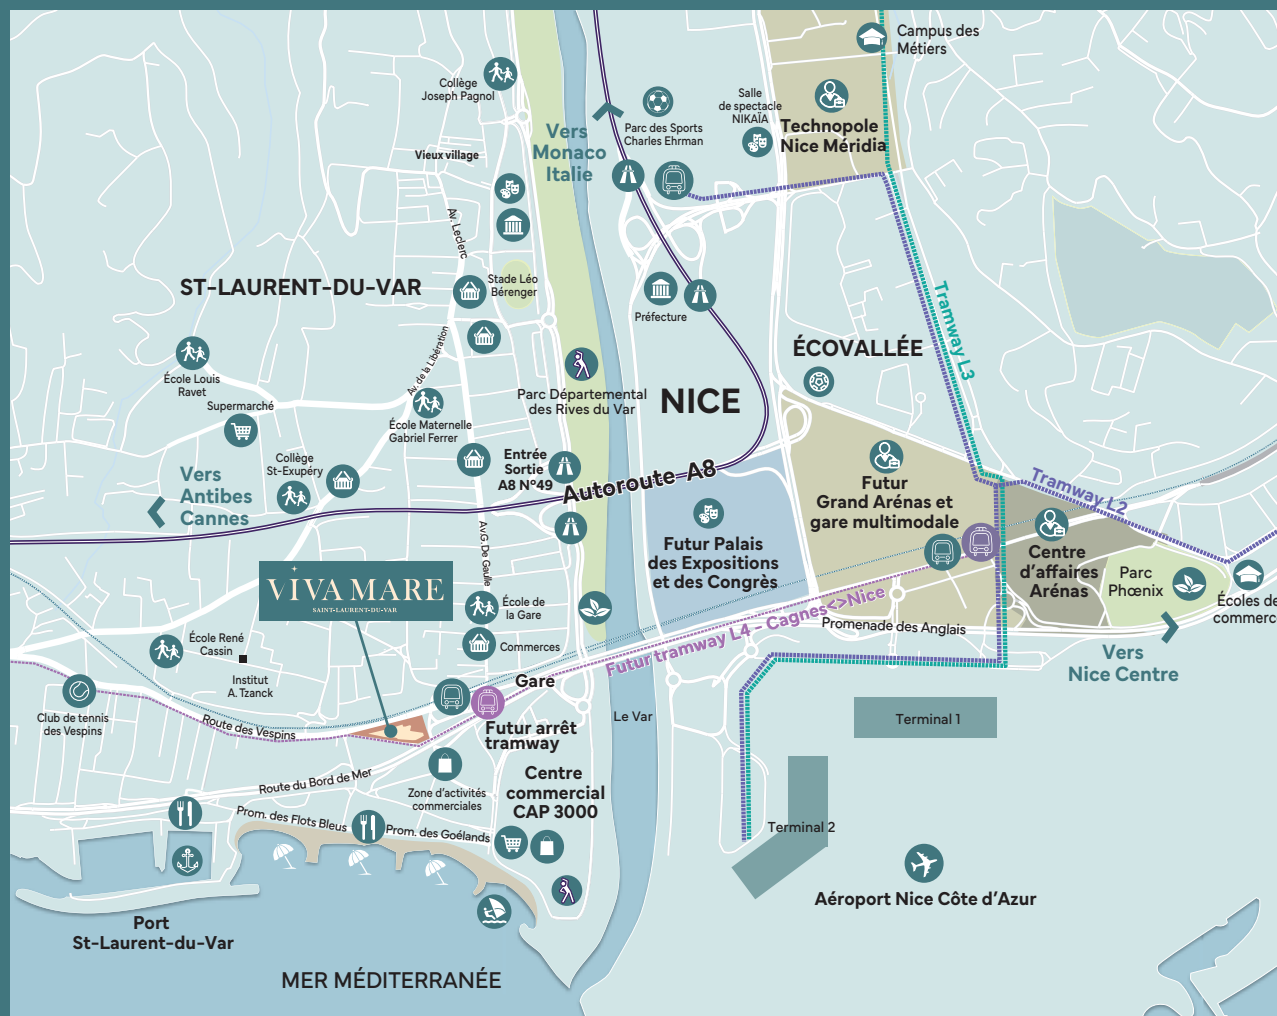 Campus des
Métiers
Collège
Joseph Pagnol
Vers
Monaco
Italie
Parc des Sports
Charles Ehrman
Salle
de spectacle
NIKAÏA
Technopole
Nice Méridia
Vieux village
Av. Leclerc
ST-LAURENT-DU-VAR
Stade Léo
Bérenger
Préfecture
Tramway L3
Av. de la Libération
École Louis
Ravet
Supermarché
École Maternelle
Gabriel Ferrer
Parc Départemental
des Rives du Var
NICE
ÉCOVALLÉE
Collège
St-Exupéry
Entrée
Sortie
A8 N°49
Autoroute A8
Vers
Antibes
Cannes
Futur
Grand Arénas et
gare multimodale
Tramway L2
Futur Palais
des Expositions
et des Congrès
Centre
d'affaires
Arénas
Parc
Phœnix
Écoles de
commerc
Av.G De Gaulle
VIVA MARE
SAINT-LAURENT-DU-VAR
École de
la Gare
Commerces
Futur tramway L4 - Cagnes<>Nice
Promenade des Anglais
Vers
Nice Centre
École René
Cassin
Institut
A. Tzanck
Gare
Club de tennis
des Vespins
Route des Vespins
Futur arrêt
tramway
Le Var
Terminal 1
Route du Bord de Mer
Zone d'activités
commerciales
Centre
commercial
CAP 3000
Prom. des Flots Bleus
Prom. des Goélands
Terminal 2
Aéroport Nice Côte d'Azur
Port
St-Laurent-du-Var
MER MÉDITERRANÉE